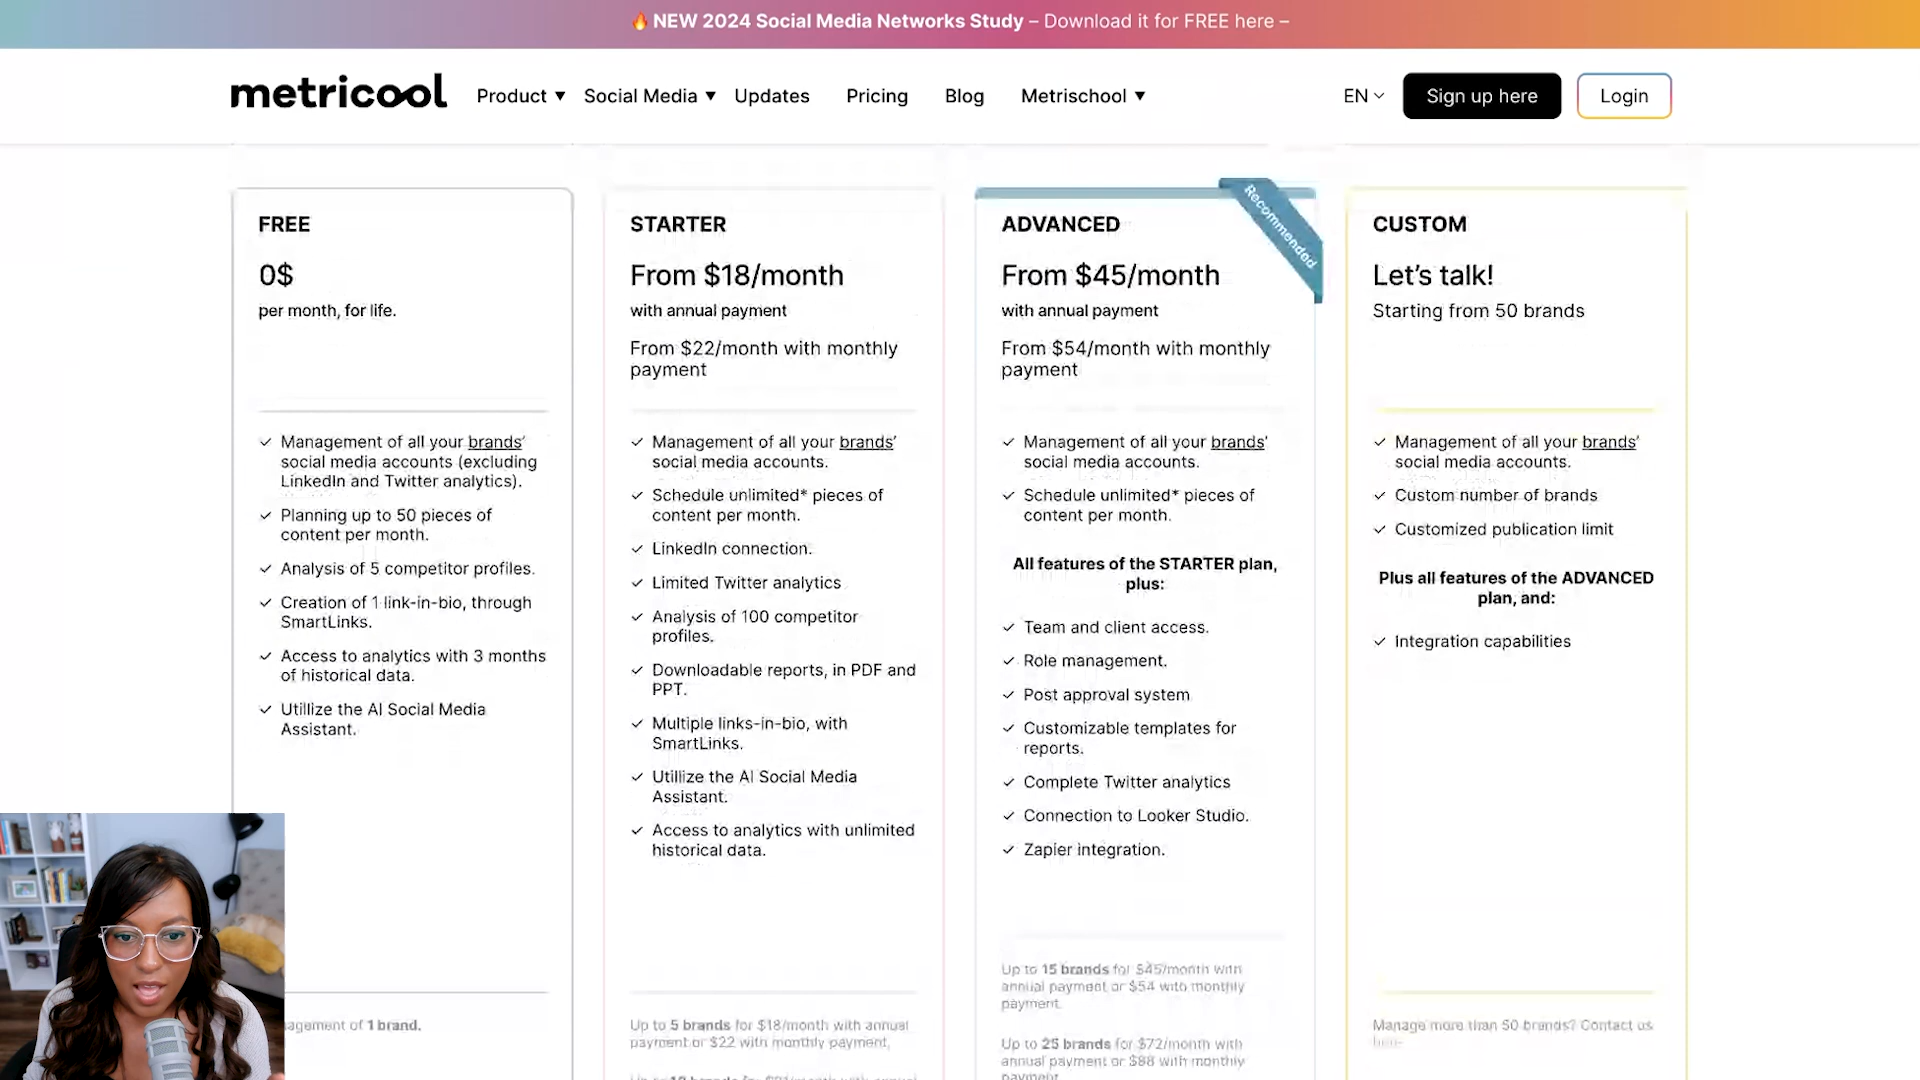 🔥NEW 2024 Social Media Networks Study – Download it for FREE here –
metricool
Product ▼
Social Media ▼
Updates
Pricing
Blog
Metrischool ▼
EN
Sign up here
Login
FREE
0$
per month, for life.
✓ Management of all your brands’
social media accounts (excluding
LinkedIn and Twitter analytics).
✓ Planning up to 50 pieces of
content per month.
✓ Analysis of 5 competitor profiles.
✓ Creation of 1 link-in-bio, through
SmartLinks.
✓ Access to analytics with 3 months
of historical data.
✓ Utillize the AI Social Media
Assistant.
agement of 1 brand.
STARTER
From $18/month
with annual payment
From $22/month with monthly
payment
✓ Management of all your brands’
social media accounts.
✓ Schedule unlimited* pieces of
content per month.
✓ LinkedIn connection.
✓ Limited Twitter analytics
✓ Analysis of 100 competitor
profiles.
✓ Downloadable reports, in PDF and
PPT.
✓ Multiple links-in-bio, with
SmartLinks.
✓ Utillize the AI Social Media
Assistant.
✓ Access to analytics with unlimited
historical data.
Up to 5 brands for $18/month with annual
payment or $22 with monthly payment.
Recommended
ADVANCED
From $45/month
with annual payment
From $54/month with monthly
payment
✓ Management of all your brands’
social media accounts.
✓ Schedule unlimited* pieces of
content per month.
All features of the STARTER plan,
plus:
✓ Team and client access.
✓ Role management.
✓ Post approval system
✓ Customizable templates for
reports.
✓ Complete Twitter analytics
✓ Connection to Looker Studio.
✓ Zapier integration.
Up to 15 brands for $45/month with
annual payment or $54 with monthly
payment.
Up to 25 brands for $72/month with
annual payment or $88 with monthly
payment
CUSTOM
Let’s talk!
Starting from 50 brands
✓ Management of all your brands’
social media accounts.
✓ Custom number of brands
✓ Customized publication limit
Plus all features of the ADVANCED
plan, and:
✓ Integration capabilities
Manage more than 50 brands? Contact us